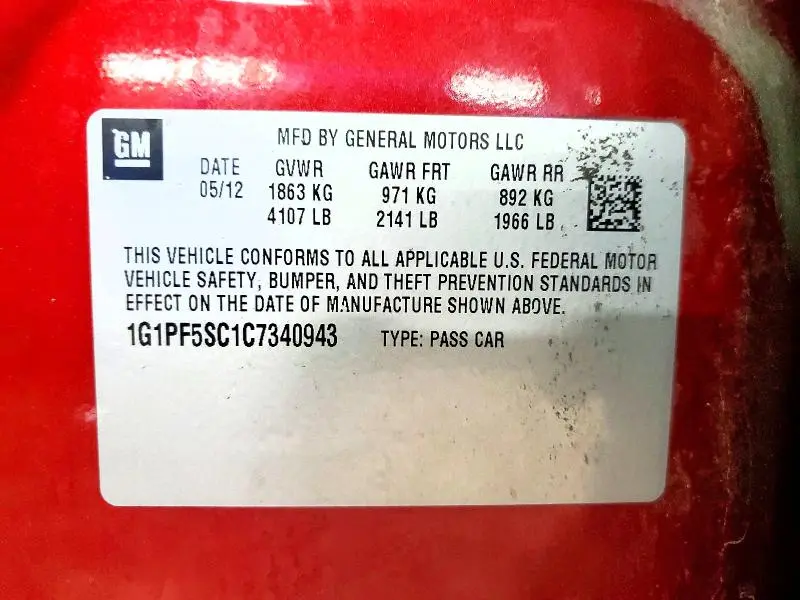 GM
MFD BY GENERAL MOTORS LLC
DATE GVWR GAWR FRT GAWR RR
05/12 1863 KG 971 KG 892 KG
4107 LB 2141 LB 1966 LB
THIS VEHICLE CONFORMS TO ALL APPLICABLE U.S. FEDERAL MOTOR
VEHICLE SAFETY, BUMPER, AND THEFT PREVENTION STANDARDS IN
EFFECT ON THE DATE OF MANUFACTURE SHOWN ABOVE.
1G1PF5SC1C7340943 TYPE: PASS CAR